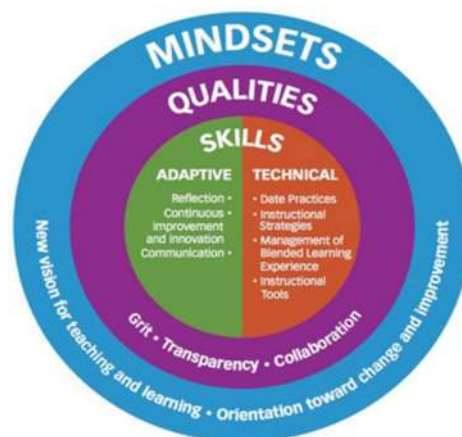 MINDSETS
QUALITIES
SKILLS
ADAPTIVE
Reflection •
Continuous •
improvement
and innovation
Communication •
TECHNICAL
• Date Practices
• Instructional
Strategies
• Management of
Blended Learning
Experience
• Instructional
Tools
Grit • Transparency • Collaboration
New vision for teaching and learning • Orientation toward change and improvement